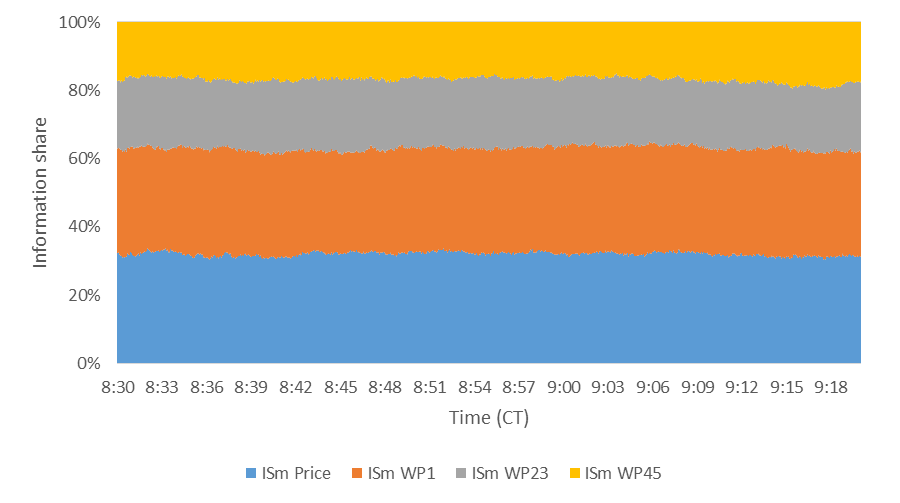 100%
80%
60%
40%
20%
0%
Information share
8:30 8:33 8:36 8:39 8:42 8:45 8:48 8:51 8:54 8:57 9:00 9:03 9:06 9:09 9:12 9:15 9:18
Time (CT)
ISm Price ISm WP1 ISm WP23 ISm WP45